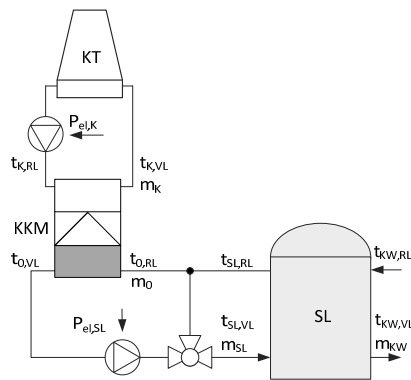 KT
P_el,K
t_K,RL
t_K,VL
m_K
KKM
t_0,VL
t_0,RL
m_0
t_SL,RL
t_KW,RL
SL
P_el,SL
t_SL,VL
m_SL
t_KW,VL
m_KW